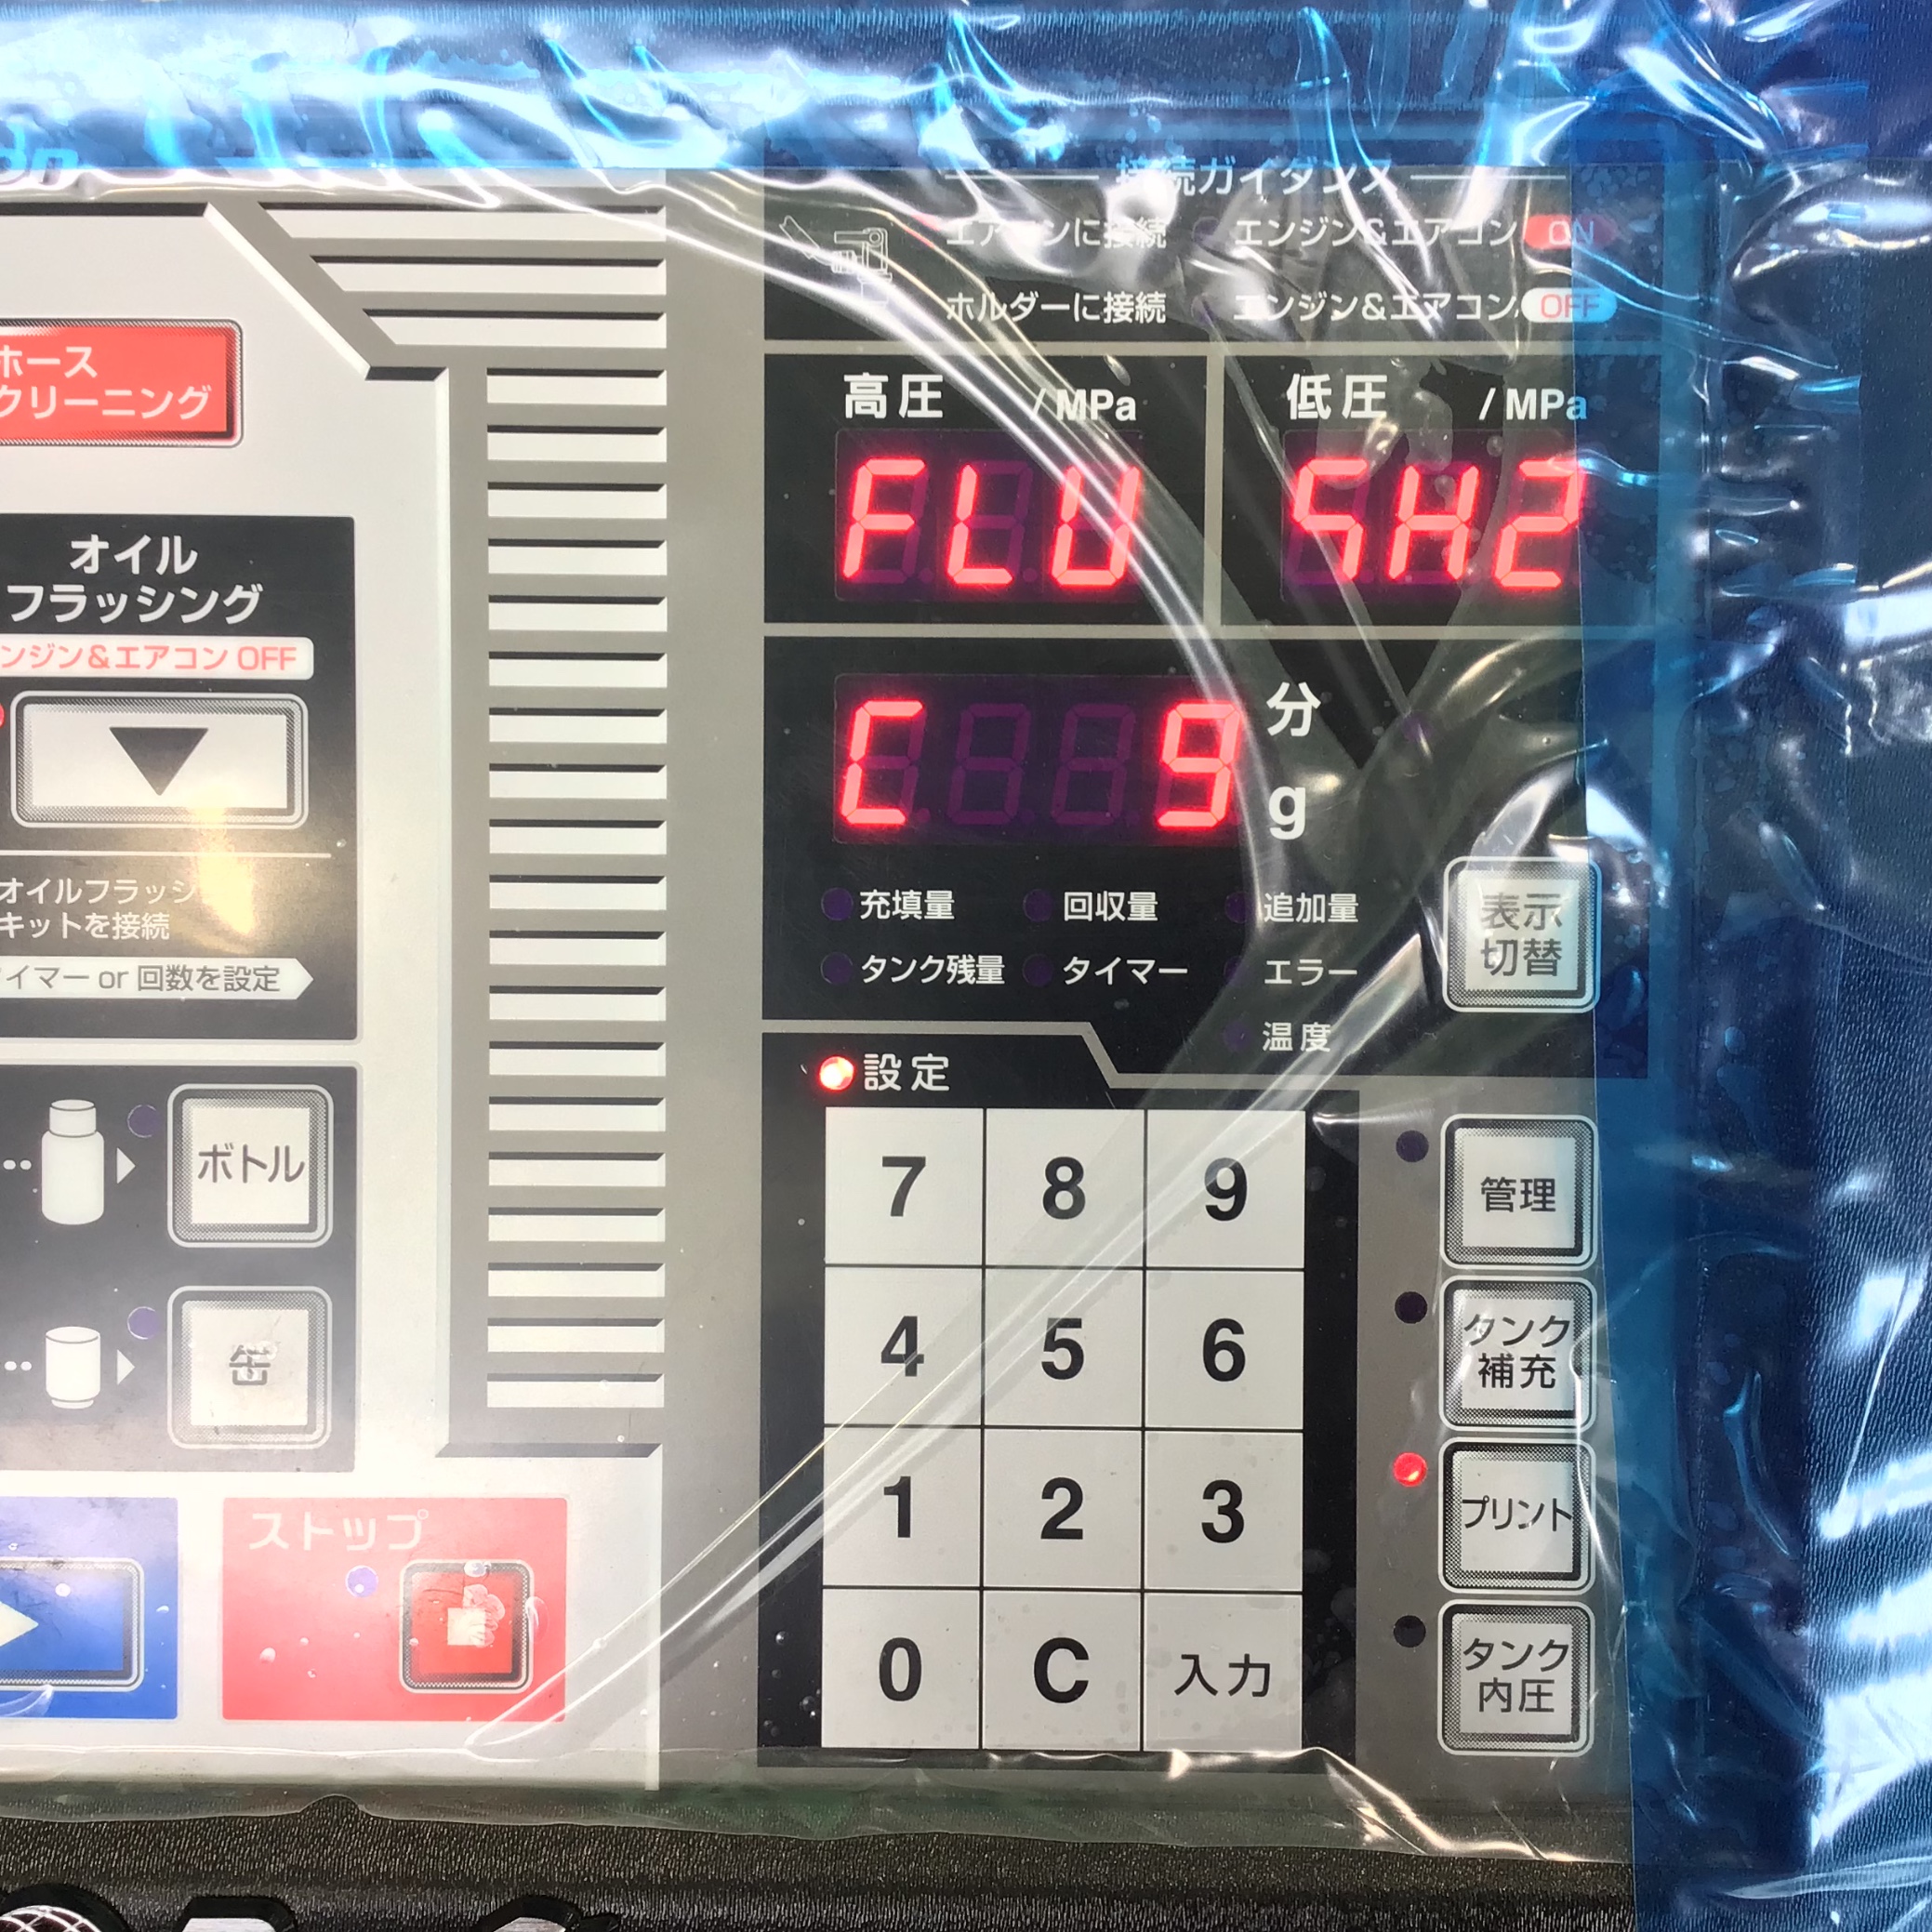 接続ガイダンス
エアコンに接続 エンジン&エアコン ON
ホルダーに接続 エンジン&エアコン OFF
ホース
クリーニング
高圧 /MPa 低圧 /MPa
FLU SH2
オイル
フラッシング
ンジン&エアコン OFF
C 9 分
g
オイルフラッシ
キットを接続
イマー or 回数を設定
充填量 回収量 追加量
タンク残量 タイマー エラー
温度
表示
切替
設定
ボトル
缶
ストップ
7 8 9
4 5 6
1 2 3
0 C 入力
管理
タンク
補充
プリント
タンク
内圧